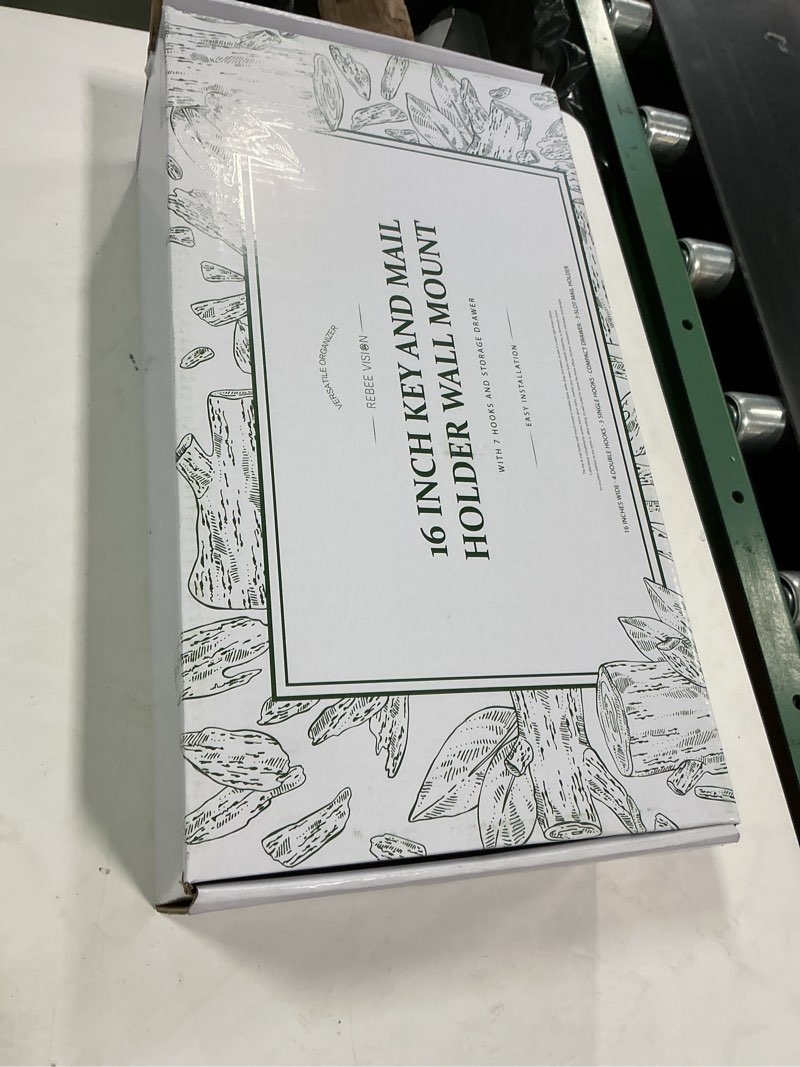 VERSATILE ORGANIZER
REBEE VISION
16 INCH KEY AND MAIL
HOLDER WALL MOUNT
WITH 7 HOOKS AND STORAGE DRAWER
EASY INSTALLATION
16 INCHES WIDE · 4 DOUBLE HOOKS · 3 SINGLE HOOKS · COMPACT DRAWER · 3-SLOT MAIL HOLDER